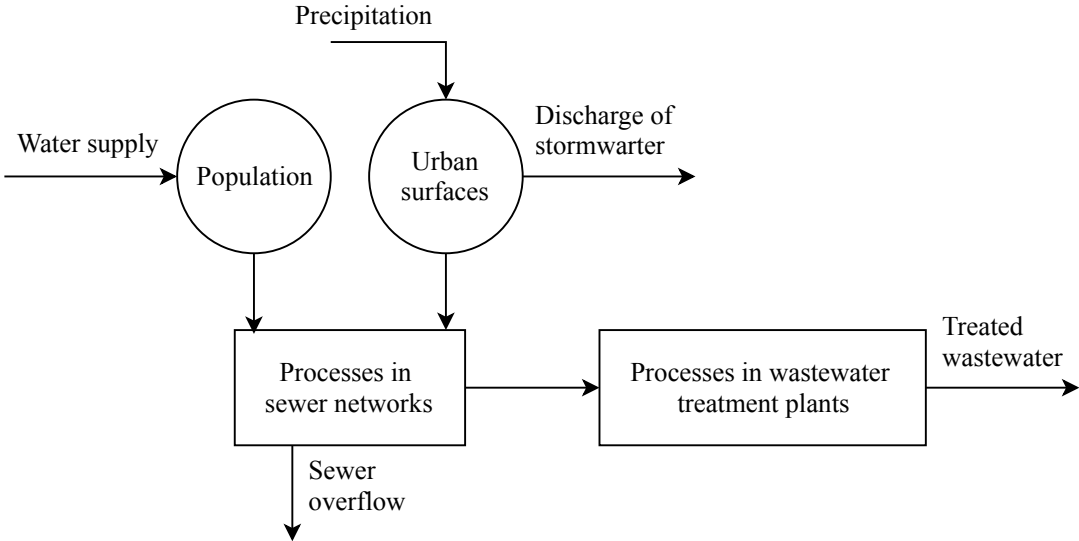 Precipitation
Water supply
Population
Urban
surfaces
Discharge of
stormwarter
Processes in
sewer networks
Processes in wastewater
treatment plants
Treated
wastewater
Sewer
overflow